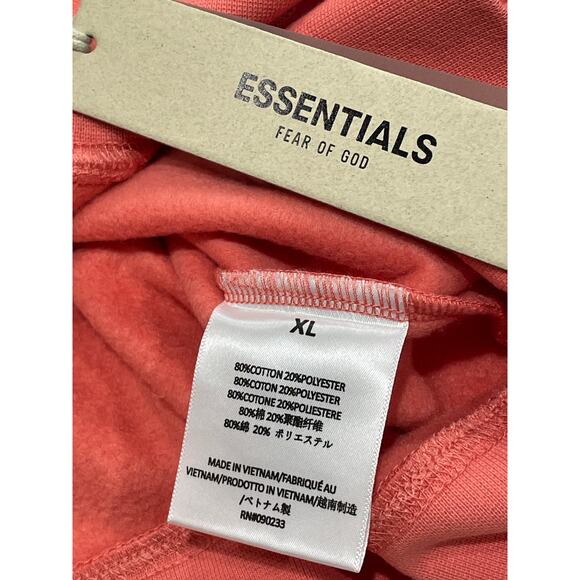 ESSENTIALS
FEAR OF GOD
XL
80%COTTON 20%POLYESTER
80%COTON 20%POLYESTER
80%COTONE 20%POLIESTERE
80%棉 20%聚酯纤维
80%綿 20% ポリエステル
MADE IN VIETNAM/FABRIQUÉ AU
VIETNAM/PRODOTTO IN VIETNAM/越南制造
/ベトナム製
RN#090233